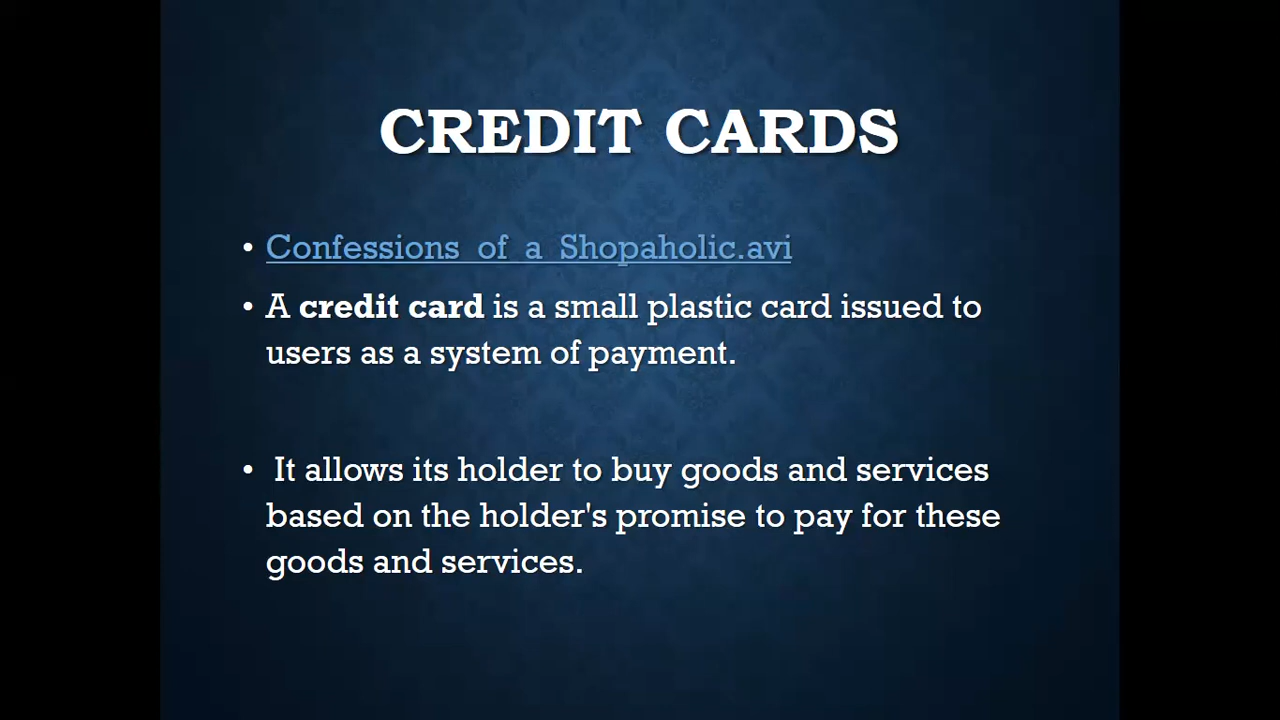 CREDIT CARDS
• Confessions of a Shopaholic.avi
• A credit card is a small plastic card issued to
users as a system of payment.
• It allows its holder to buy goods and services
based on the holder's promise to pay for these
goods and services.